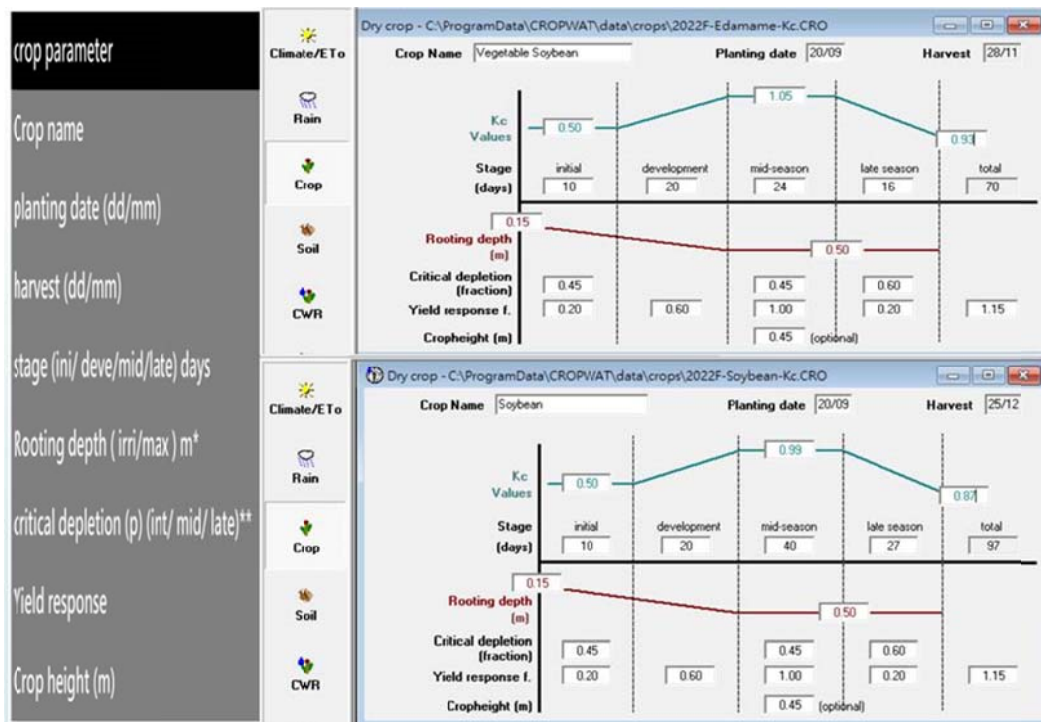 crop parameter
Crop name
planting date (dd/mm)
harvest (dd/mm)
stage (ini/ deve/mid/late) days
Rooting depth ( irri/max ) m*
critical depletion (p) (int/ mid/ late)**
Yield response
Crop height (m)
Climate/ETo
Rain
Crop
Soil
CWR
Dry crop - C:\ProgramData\CROPWAT\data\crops\2022F-Edamame-Kc.CRO
Crop Name Vegetable Soybean Planting date 20/09 Harvest 28/11
Kc Values 0.50 1.05 0.93
Stage initial development mid-season late season total
(days) 10 20 24 16 70
0.15
Rooting depth (m) 0.50
Critical depletion (fraction) 0.45 0.45 0.60
Yield response f. 0.20 0.60 1.00 0.20 1.15
Cropheight (m) 0.45 (optional)
Climate/ETo
Rain
Crop
Soil
CWR
Dry crop - C:\ProgramData\CROPWAT\data\crops\2022F-Soybean-Kc.CRO
Crop Name Soybean Planting date 20/09 Harvest 25/12
Kc Values 0.50 0.99 0.87
Stage initial development mid-season late season total
(days) 10 20 40 27 97
0.15
Rooting depth (m) 0.50
Critical depletion (fraction) 0.45 0.45 0.60
Yield response f. 0.20 0.60 1.00 0.20 1.15
Cropheight (m) 0.45 (optional)